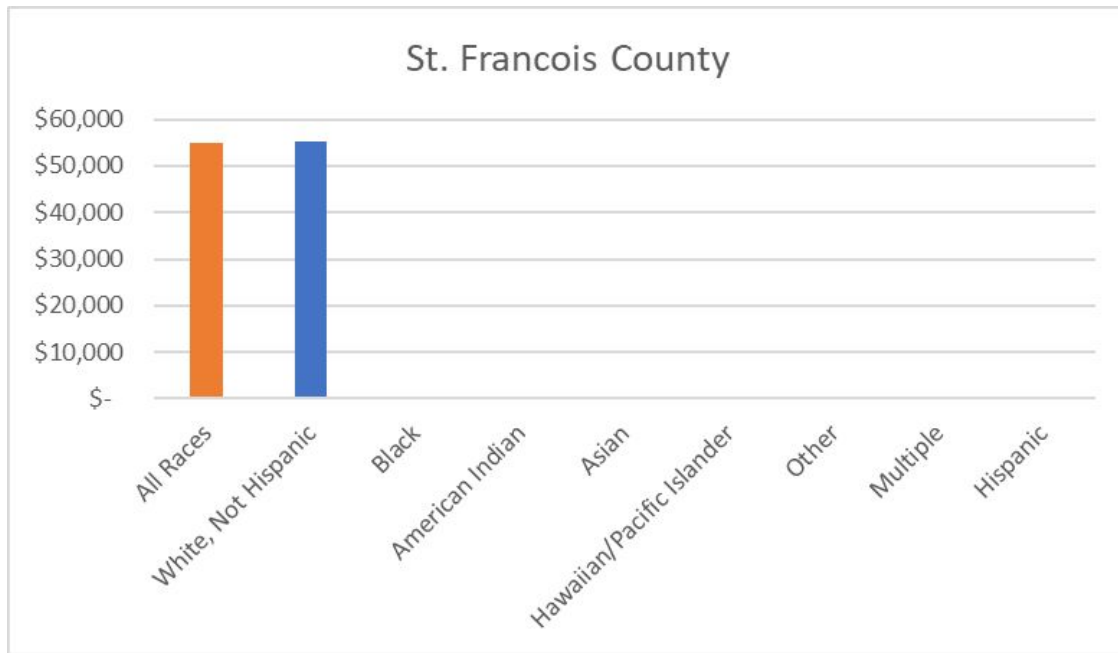 St. Francois County
$60,000
$50,000
$40,000
$30,000
$20,000
$10,000
$-
All Races
White, Not Hispanic
Black
American Indian
Asian
Hawaiian/Pacific Islander
Other
Multiple
Hispanic